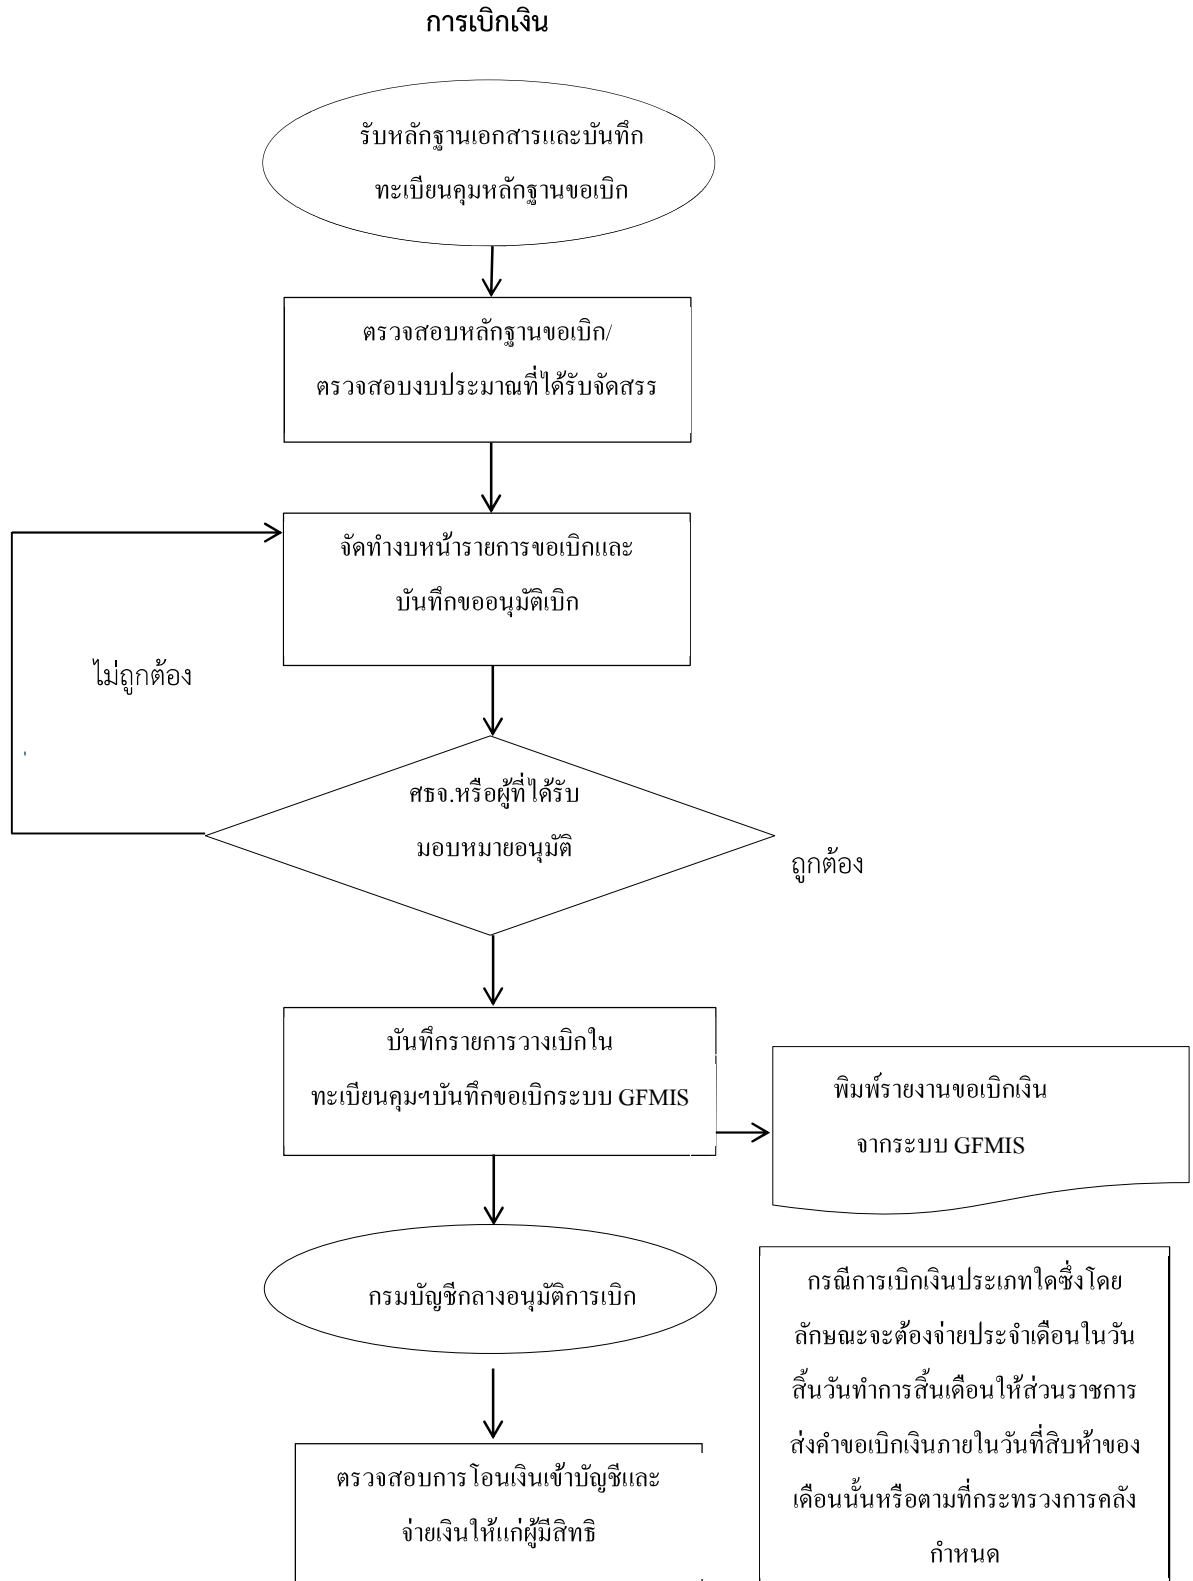 การเบิกเงิน
รับหลักฐานเอกสารและบันทึก
ทะเบียนคุมหลักฐานขอเบิก
ตรวจสอบหลักฐานขอเบิก/
ตรวจสอบงบประมาณที่ได้รับจัดสรร
จัดทำงบหน้ารายการขอเบิกและ
บันทึกขออนุมัติเบิก
ไม่ถูกต้อง
ศธจ.หรือผู้ที่ได้รับ
มอบหมายอนุมัติ
ถูกต้อง
บันทึกรายการวางเบิกใน
ทะเบียนคุมฯบันทึกขอเบิกระบบ GFMIS
พิมพ์รายงานขอเบิกเงิน
จากระบบ GFMIS
กรมบัญชีกลางอนุมัติการเบิก
ตรวจสอบการโอนเงินเข้าบัญชีและ
จ่ายเงินให้แก่ผู้มีสิทธิ
กรณีการเบิกเงินประเภทใดซึ่งโดย
ลักษณะจะต้องจ่ายประจำเดือนในวัน
สิ้นวันทำการสิ้นเดือนให้ส่วนราชการ
ส่งคำขอเบิกเงินภายในวันที่สิบห้าของ
เดือนนั้นหรือตามที่กระทรวงการคลัง
กำหนด